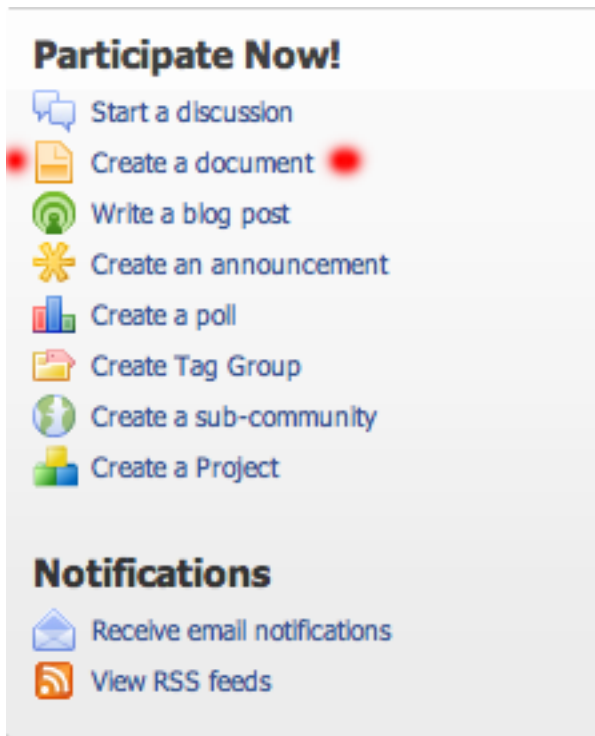 Participate Now!
Start a discussion
Create a document
Write a blog post
Create an announcement
Create a poll
Create Tag Group
Create a sub-community
Create a Project
Notifications
Receive email notifications
View RSS feeds